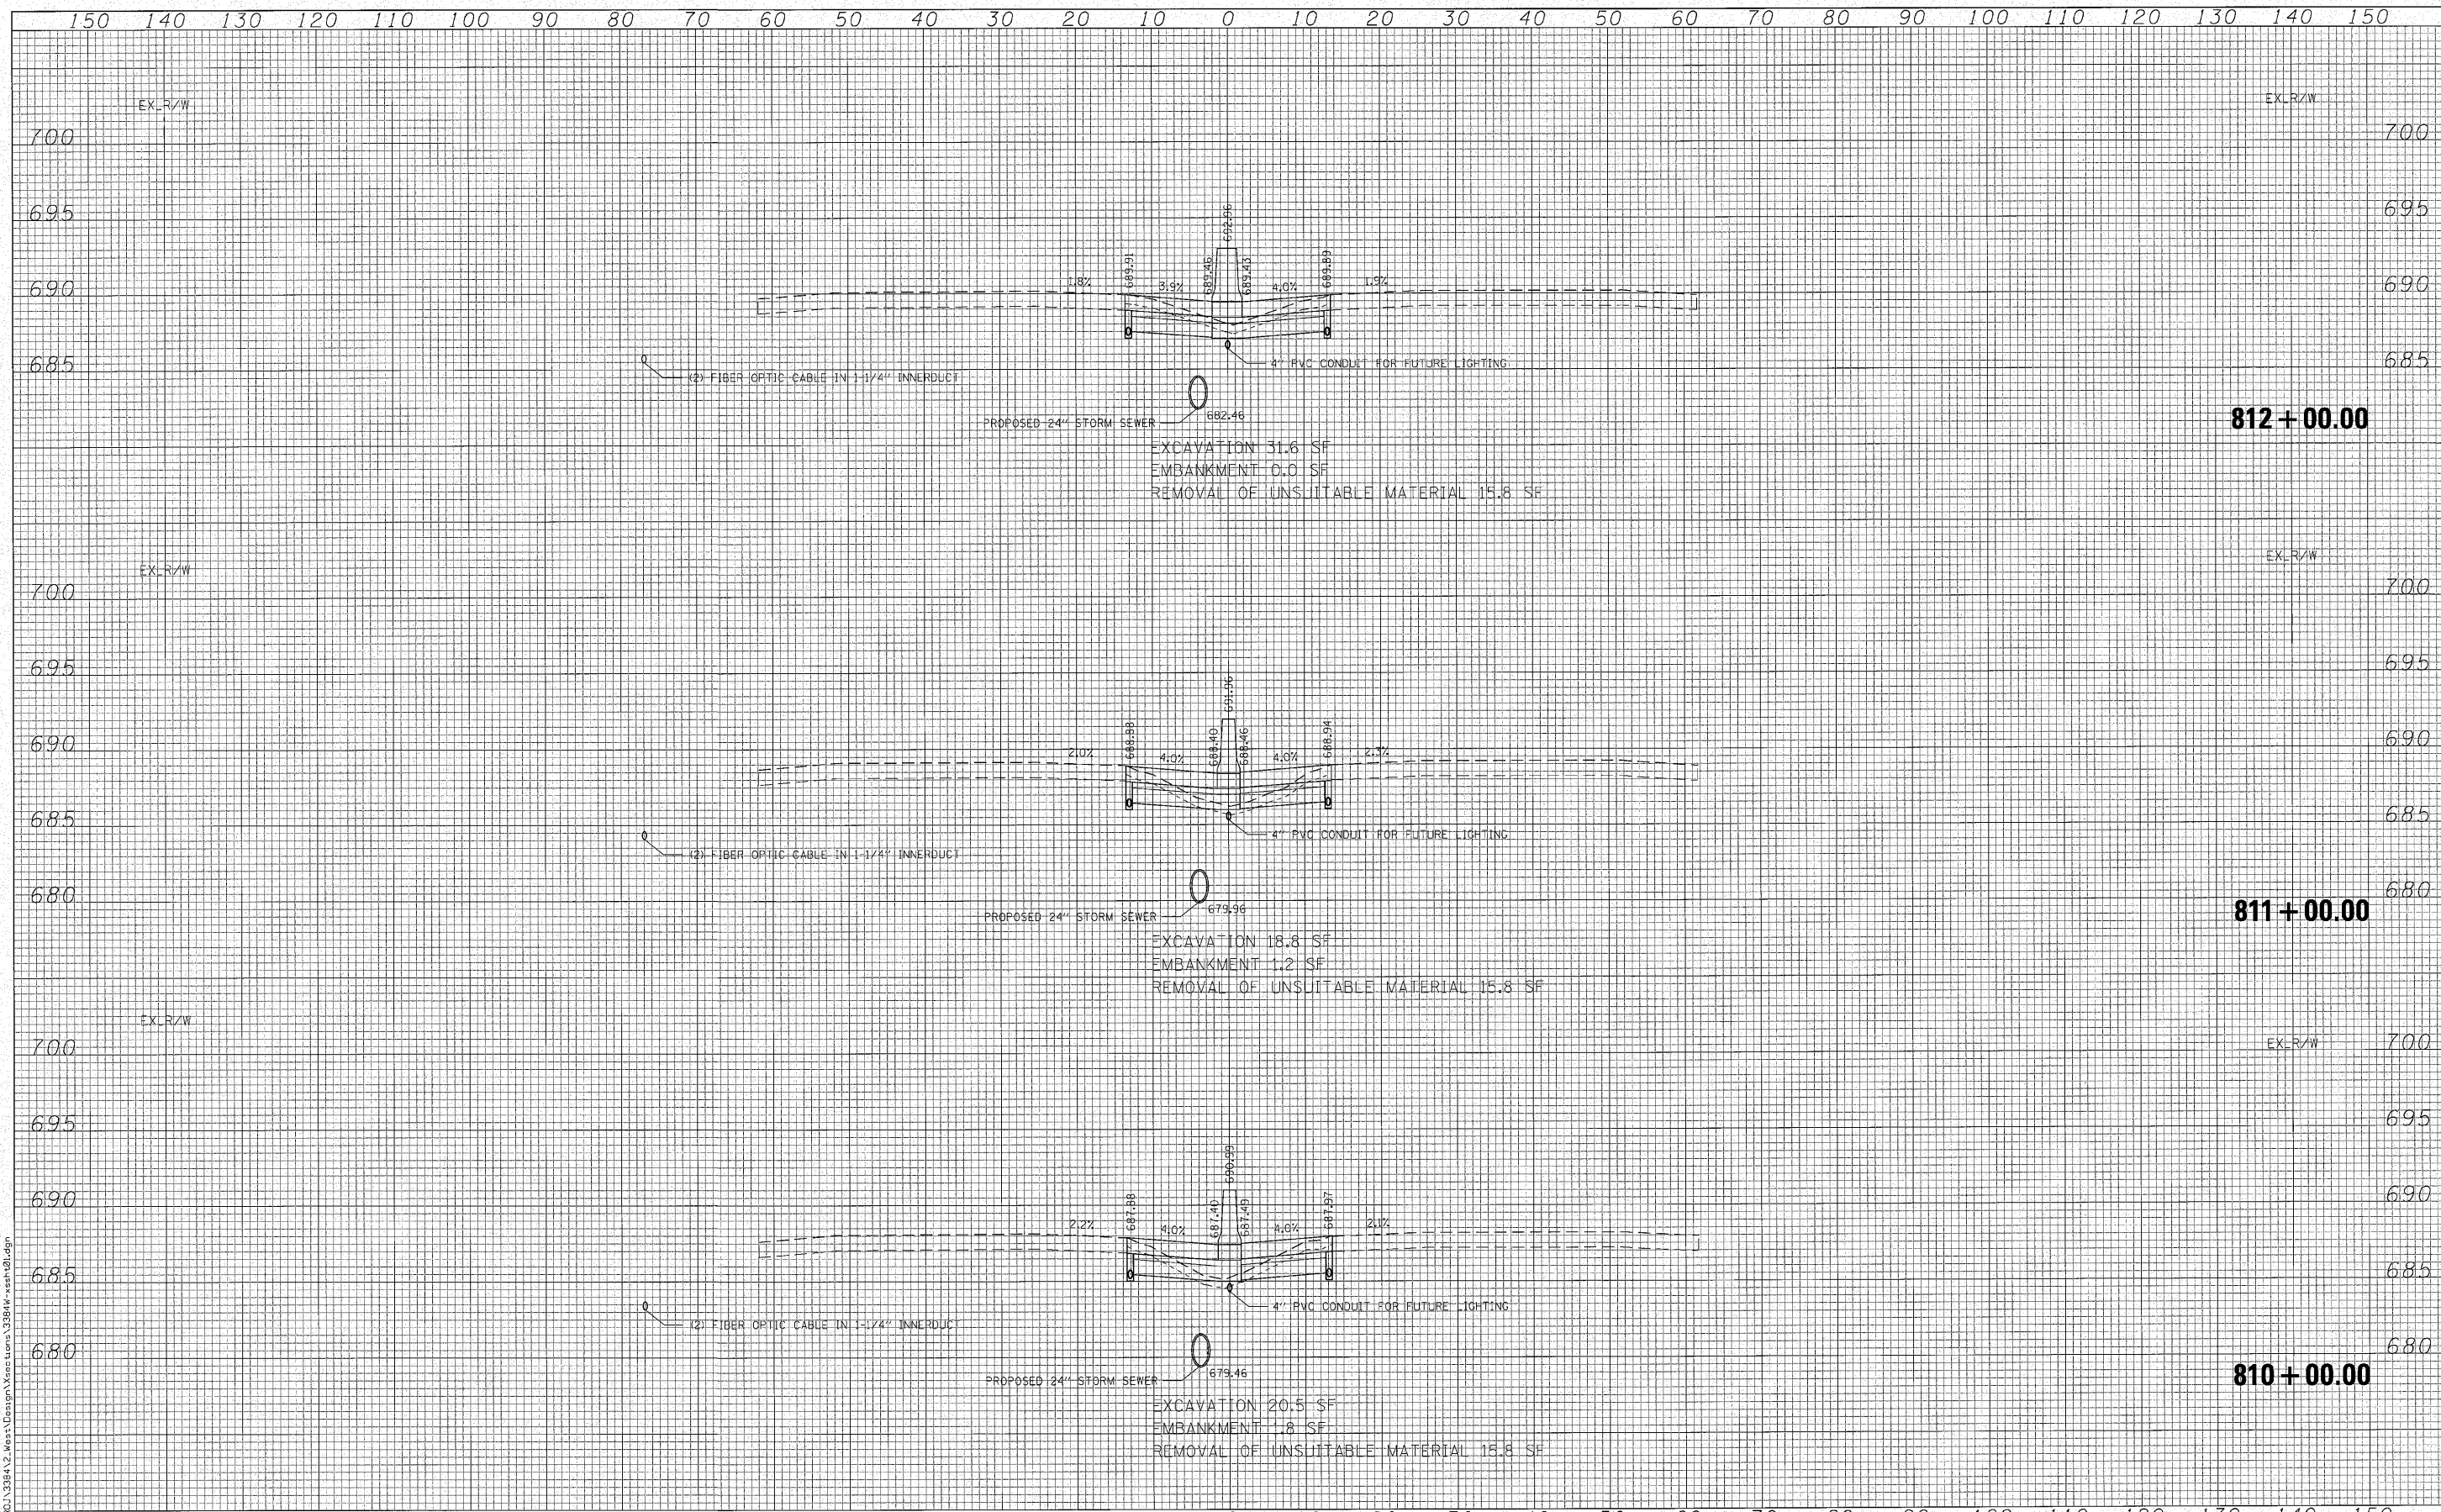 150 140 130 120 110 100 90 80 70 60 50 40 30 20 10 0 10 20 30 40 50 60 70 80 90 100 110 120 130 140 150
EX_R/W EX_R/W
700 700
695 695
692.96
689.91 689.46 689.43 689.89
1.8% 3.9% 4.0% 1.9%
690 690
685 685
(2) FIBER OPTIC CABLE IN 1-1/4" INNERDUCT
4" PVC CONDUIT FOR FUTURE LIGHTING
PROPOSED 24" STORM SEWER
682.46
812+00.00
EXCAVATION 31.6 SF
EMBANKMENT 0.0 SF
REMOVAL OF UNSUITABLE MATERIAL 15.8 SF
EX_R/W EX_R/W
700 700
695 695
691.96
688.88 688.40 688.46 688.94
2.0% 4.0% 4.0% 2.3%
690 690
685 685
4" PVC CONDUIT FOR FUTURE LIGHTING
(2) FIBER OPTIC CABLE IN 1-1/4" INNERDUCT
680 680
PROPOSED 24" STORM SEWER
679.96
811+00.00
EXCAVATION 18.8 SF
EMBANKMENT 1.2 SF
REMOVAL OF UNSUITABLE MATERIAL 15.8 SF
EX_R/W EX_R/W
700 700
695 695
690.99
687.88 687.40 687.49 687.97
2.2% 4.0% 4.0% 2.1%
690 690
685 685
4" PVC CONDUIT FOR FUTURE LIGHTING
(2) FIBER OPTIC CABLE IN 1-1/4" INNERDUCT
680 680
PROPOSED 24" STORM SEWER
679.46
810+00.00
EXCAVATION 20.5 SF
EMBANKMENT 1.8 SF
REMOVAL OF UNSUITABLE MATERIAL 15.8 SF
\3384\2_West\Design\Xsections\3384W-xssht01.dgn